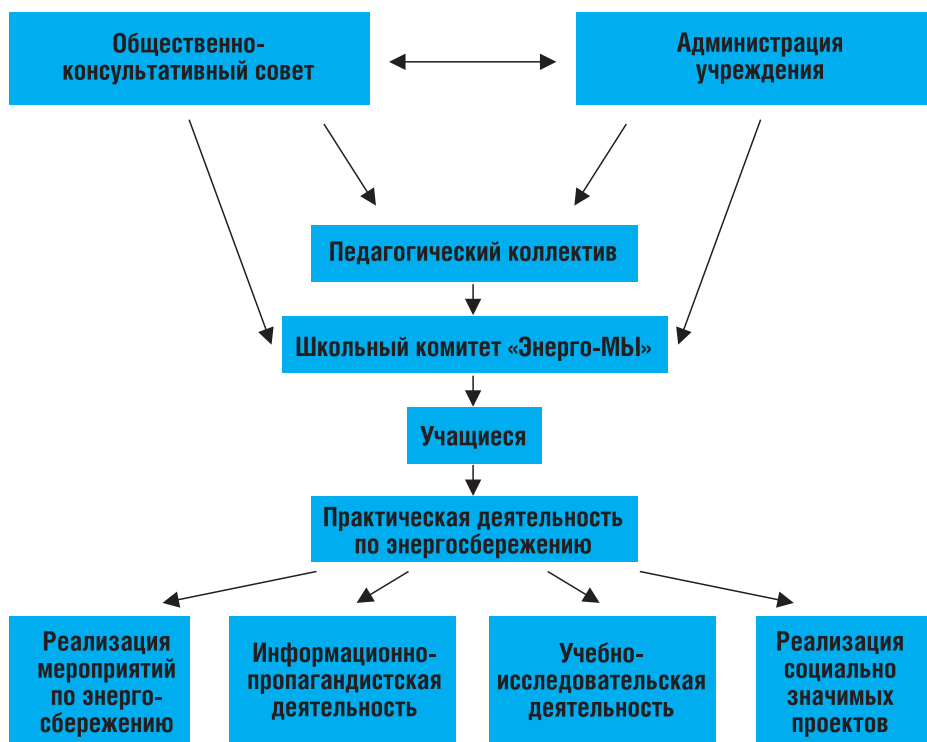 Общественно-
консультативный совет
Администрация
учреждения
Педагогический коллектив
Школьный комитет «Энерго-МЫ»
Учащиеся
Практическая деятельность
по энергосбережению
Реализация
мероприятий
по энерго-
сбережению
Информационно-
пропагандистская
деятельность
Учебно-
исследовательская
деятельность
Реализация
социально
значимых
проектов